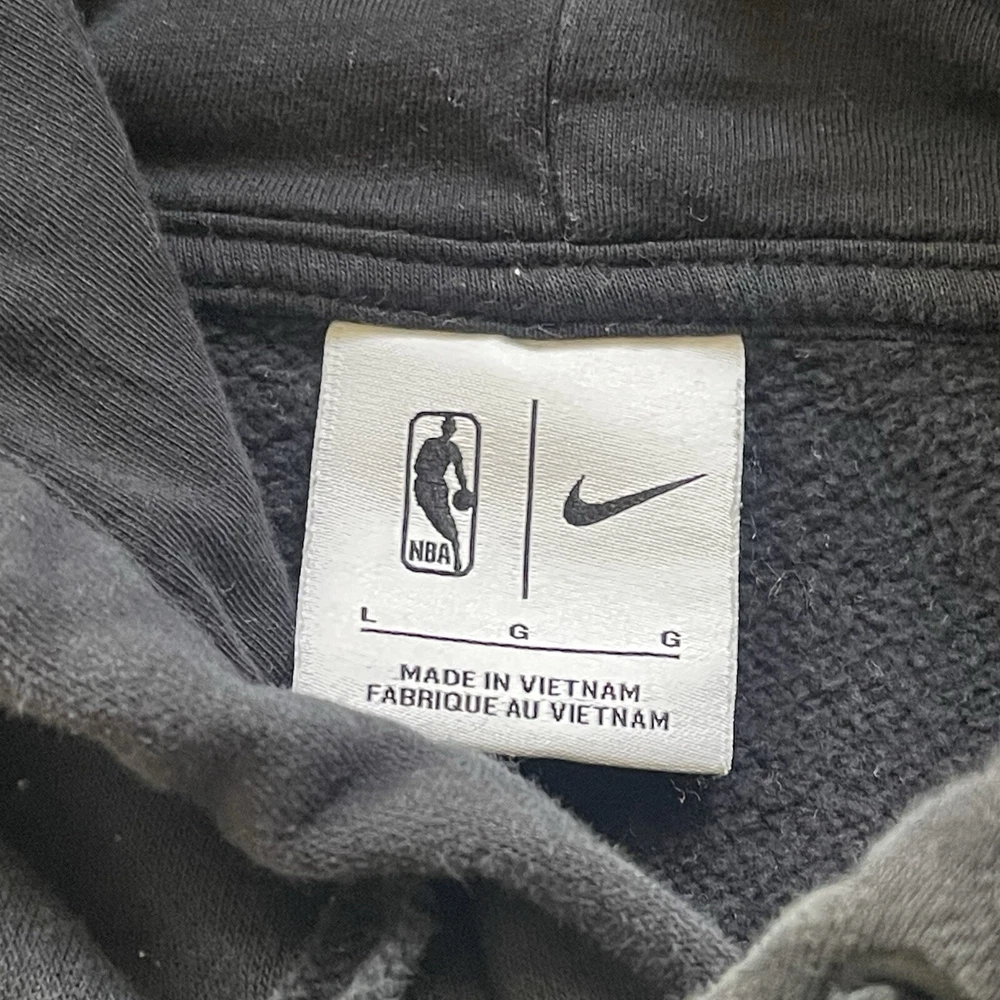 NBA
L G G
MADE IN VIETNAM
FABRIQUE AU VIETNAM